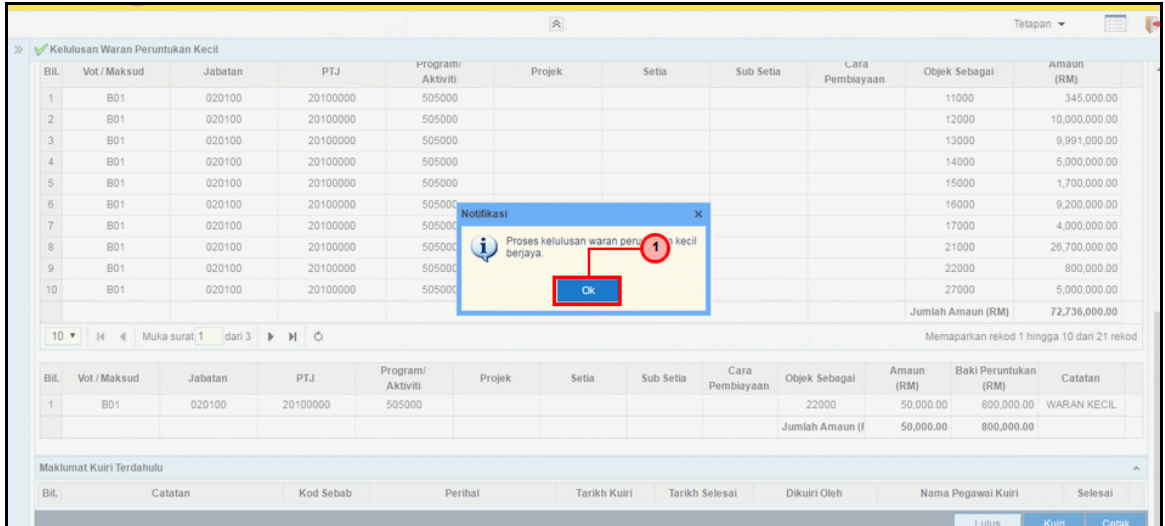 Tetapan
Kelulusan Waran Peruntukan Kecil
Bil. Vot / Maksud Jabatan PTJ Program/ Aktiviti Projek Setia Sub Setia Cara Pembiayaan Objek Sebagai Amaun (RM)
1 B01 020100 20100000 505000 11000 345,000.00
2 B01 020100 20100000 505000 12000 10,000,000.00
3 B01 020100 20100000 505000 13000 9,991,000.00
4 B01 020100 20100000 505000 14000 5,000,000.00
5 B01 020100 20100000 505000 15000 1,700,000.00
6 B01 020100 20100000 505000 16000 9,200,000.00
7 B01 020100 20100000 505000 17000 4,000,000.00
8 B01 020100 20100000 505000 21000 26,700,000.00
9 B01 020100 20100000 505000 22000 800,000.00
10 B01 020100 20100000 505000 27000 5,000,000.00
Jumlah Amaun (RM) 72,736,000.00
Notifikasi x
Proses kelulusan waran kecil
berjaya.
1
Ok
10 Muka surat 1 dari 3 Memaparkan rekod 1 hingga 10 dari 21 rekod
Bil. Vot / Maksud Jabatan PTJ Program/ Aktiviti Projek Setia Sub Setia Cara Pembiayaan Objek Sebagai Amaun (RM) Baki Peruntukan (RM) Catatan
1 B01 020100 20100000 505000 22000 50,000.00 800,000.00 WARAN KECIL
Jumlah Amaun ( 50,000.00 800,000.00
Maklumat Kuiri Terdahulu
Bil. Catatan Kod Sebab Perihal Tarikh Kuiri Tarikh Selesai Dikuiri Oleh Nama Pegawai Kuiri Selesai
Lulus Kuiri Cetak